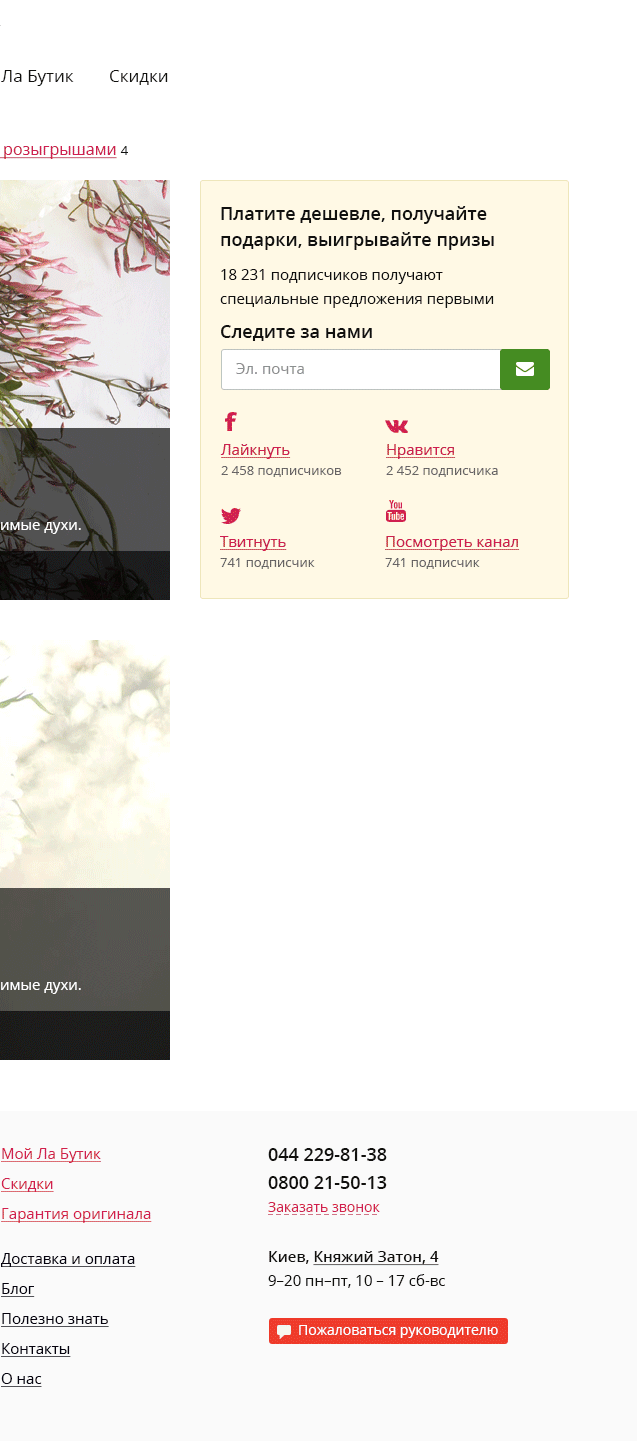 Ла Бутик Скидки
розыгрышами 4
Платите дешевле, получайте
подарки, выигрывайте призы
18 231 подписчиков получают
специальные предложения первыми
Следите за нами
Эл. почта
Лайкнуть
2 458 подписчиков
Нравится
2 452 подписчика
Твитнуть
741 подписчик
You
Tube
Посмотреть канал
741 подписчик
имые духи.
имые духи.
Мой Ла Бутик
Скидки
Гарантия оригинала
Доставка и оплата
Блог
Полезно знать
Контакты
О нас
044 229-81-38
0800 21-50-13
Заказать звонок
Киев, Княжий Затон, 4
9–20 пн–пт, 10 – 17 сб-вс
Пожаловаться руководителю